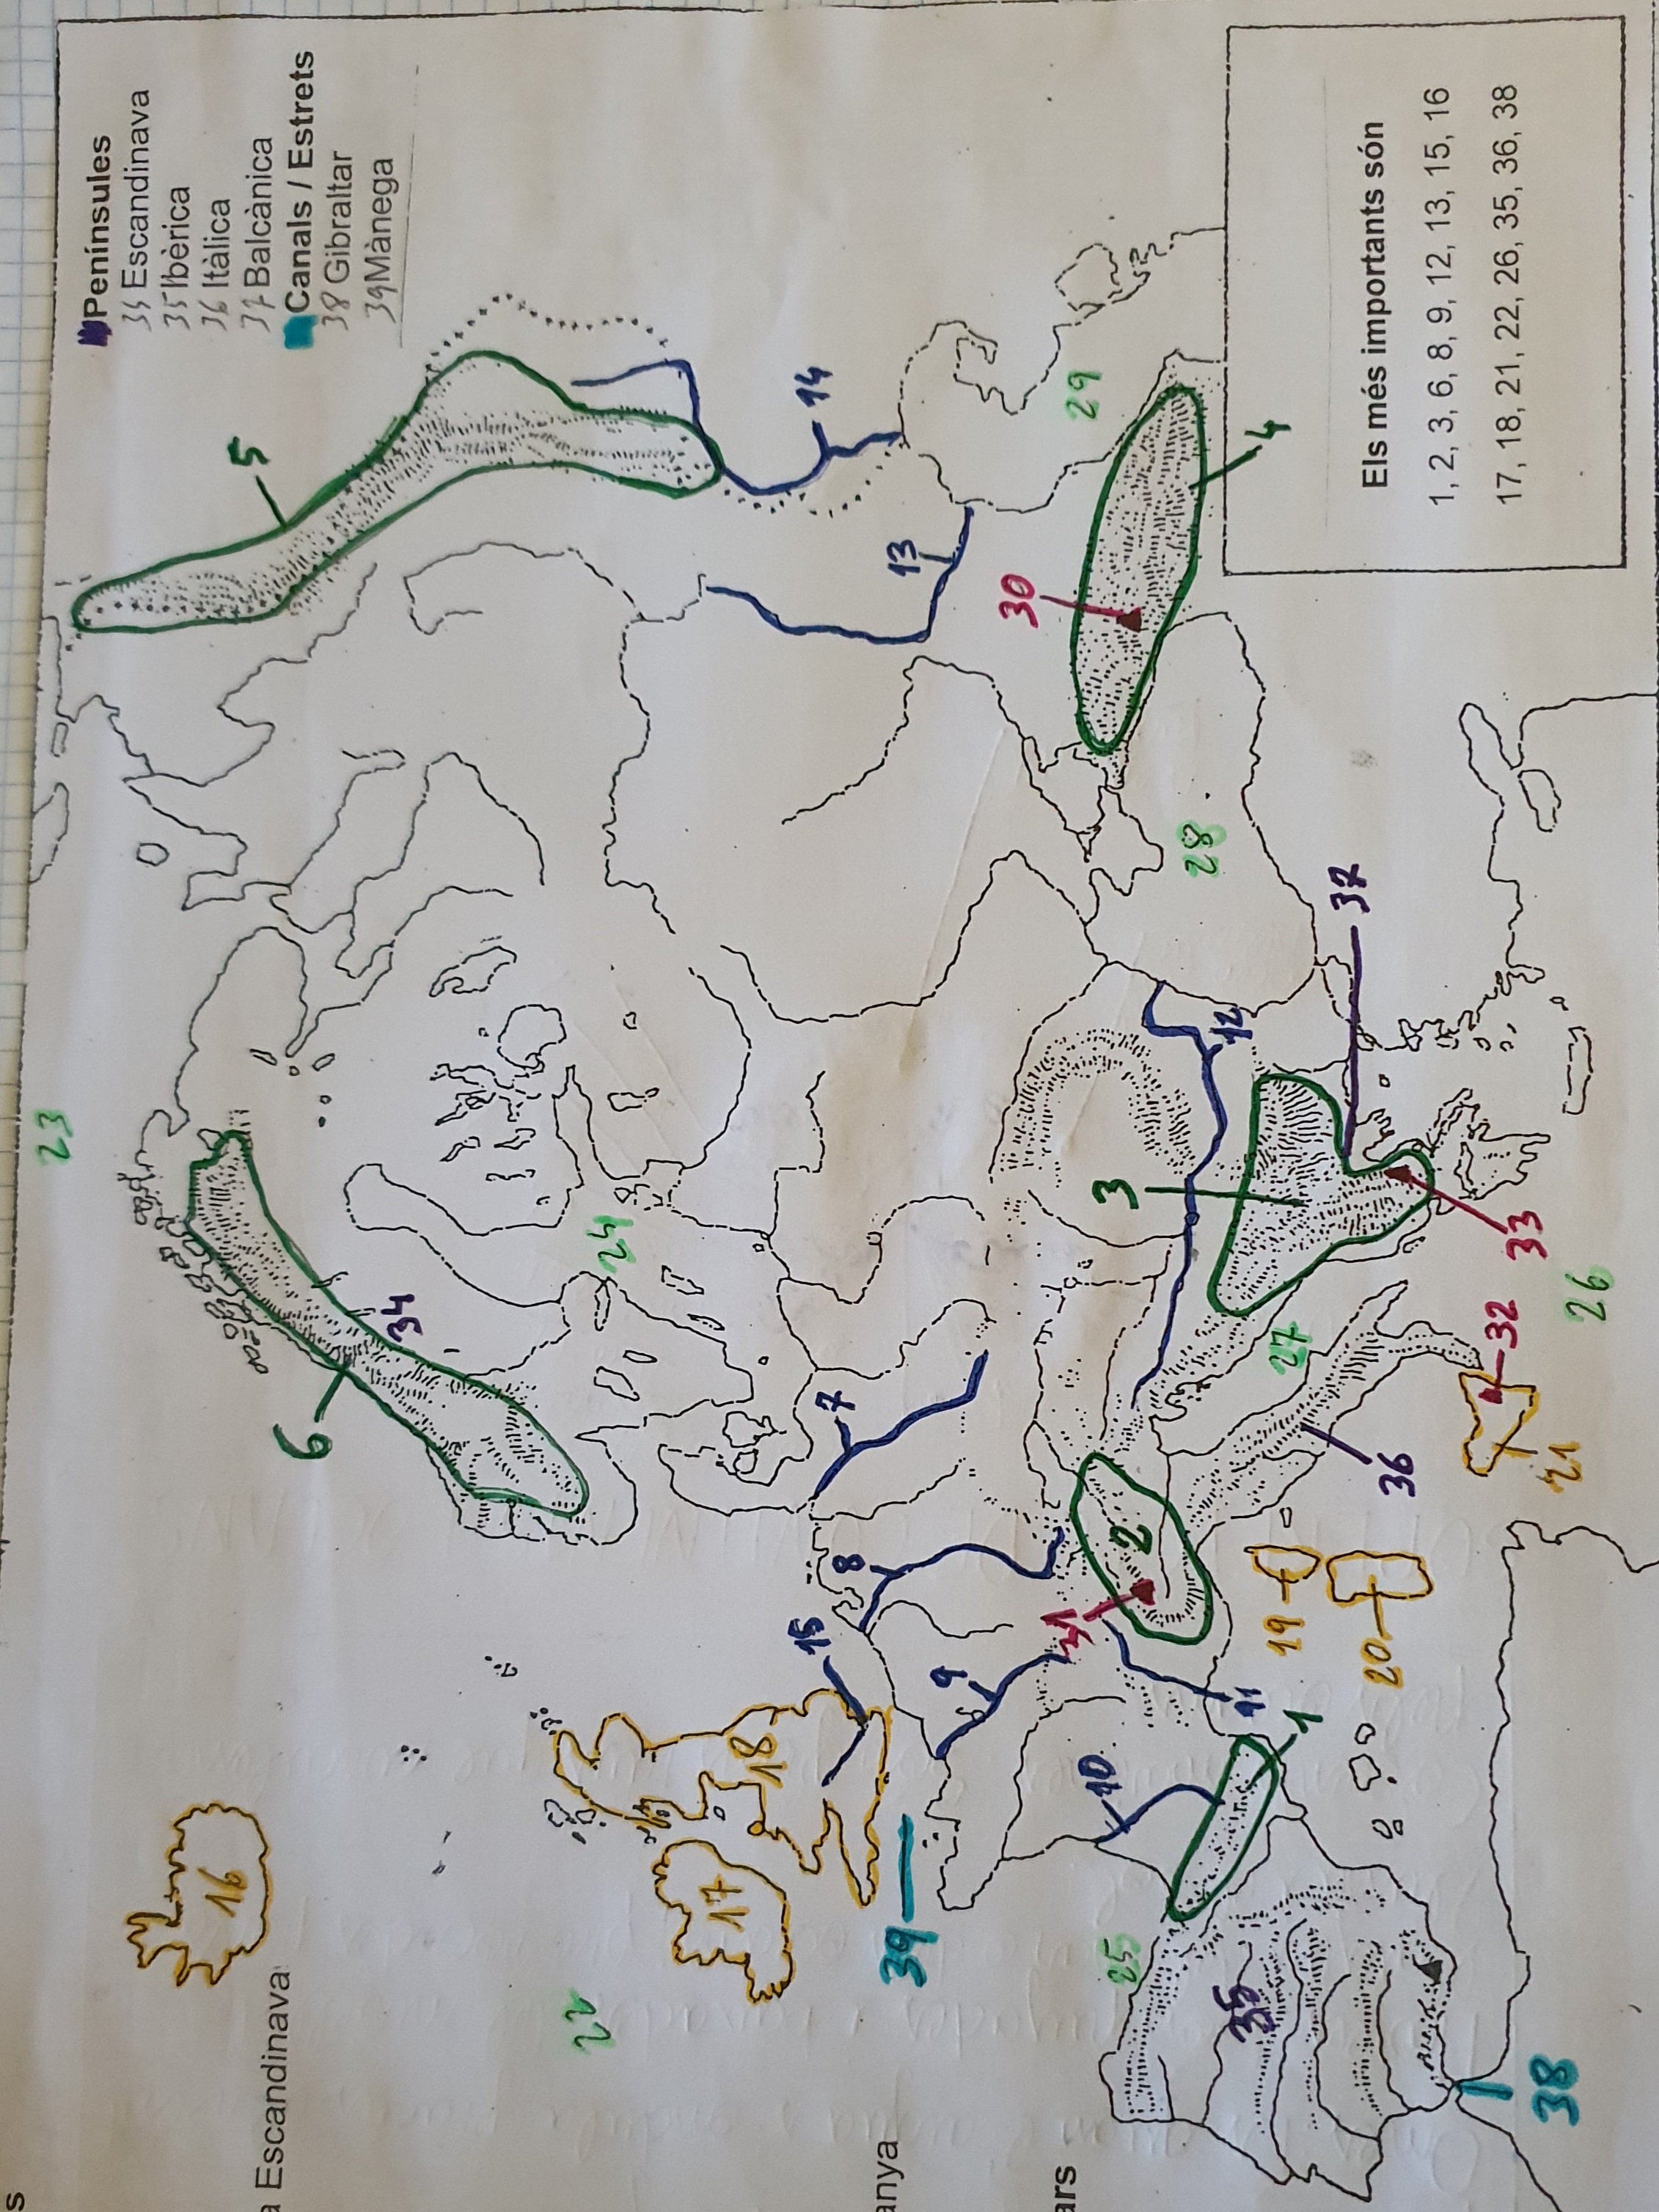 Penínsules
34 Escandinava
35 Ibèrica
36 Itàlica
37 Balcànica
Canals / Estrets
38 Gibraltar
39 Mànega
5
14
13
29
30
4
Els més importants són
1, 2, 3, 6, 8, 9, 12, 13, 15, 16
17, 18, 21, 22, 26, 35, 36, 38
23
34
6
24
28
37
12
3
33
26
32
27
21
36
7
8
15
2
31
19
20
9
11
10
1
16
17
18
39
22
25
35
38
a Escandinava
anya
ars
s